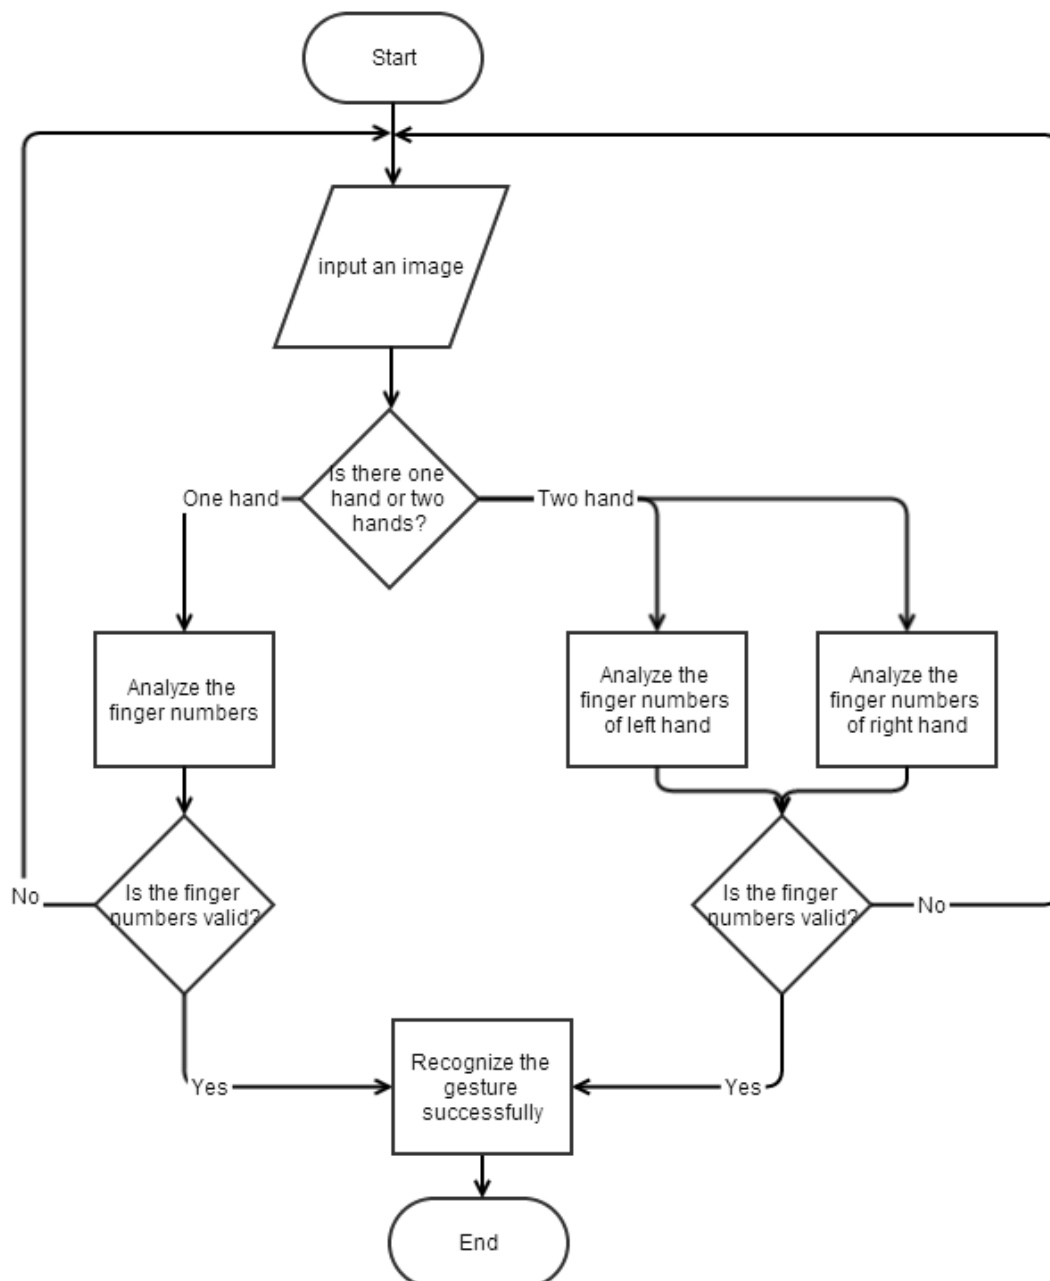 Start
input an image
Is there one
hand or two
hands?
One hand
Two hand
Analyze the
finger numbers
Analyze the
finger numbers
of left hand
Analyze the
finger numbers
of right hand
No
Is the finger
numbers valid?
Is the finger
numbers valid?
No
Recognize the
gesture
successfully
Yes
Yes
End